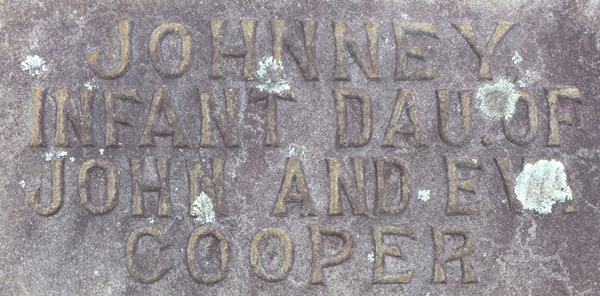 JOHNNEY
INFANT DAU. OF
JOHN AND
COOPER